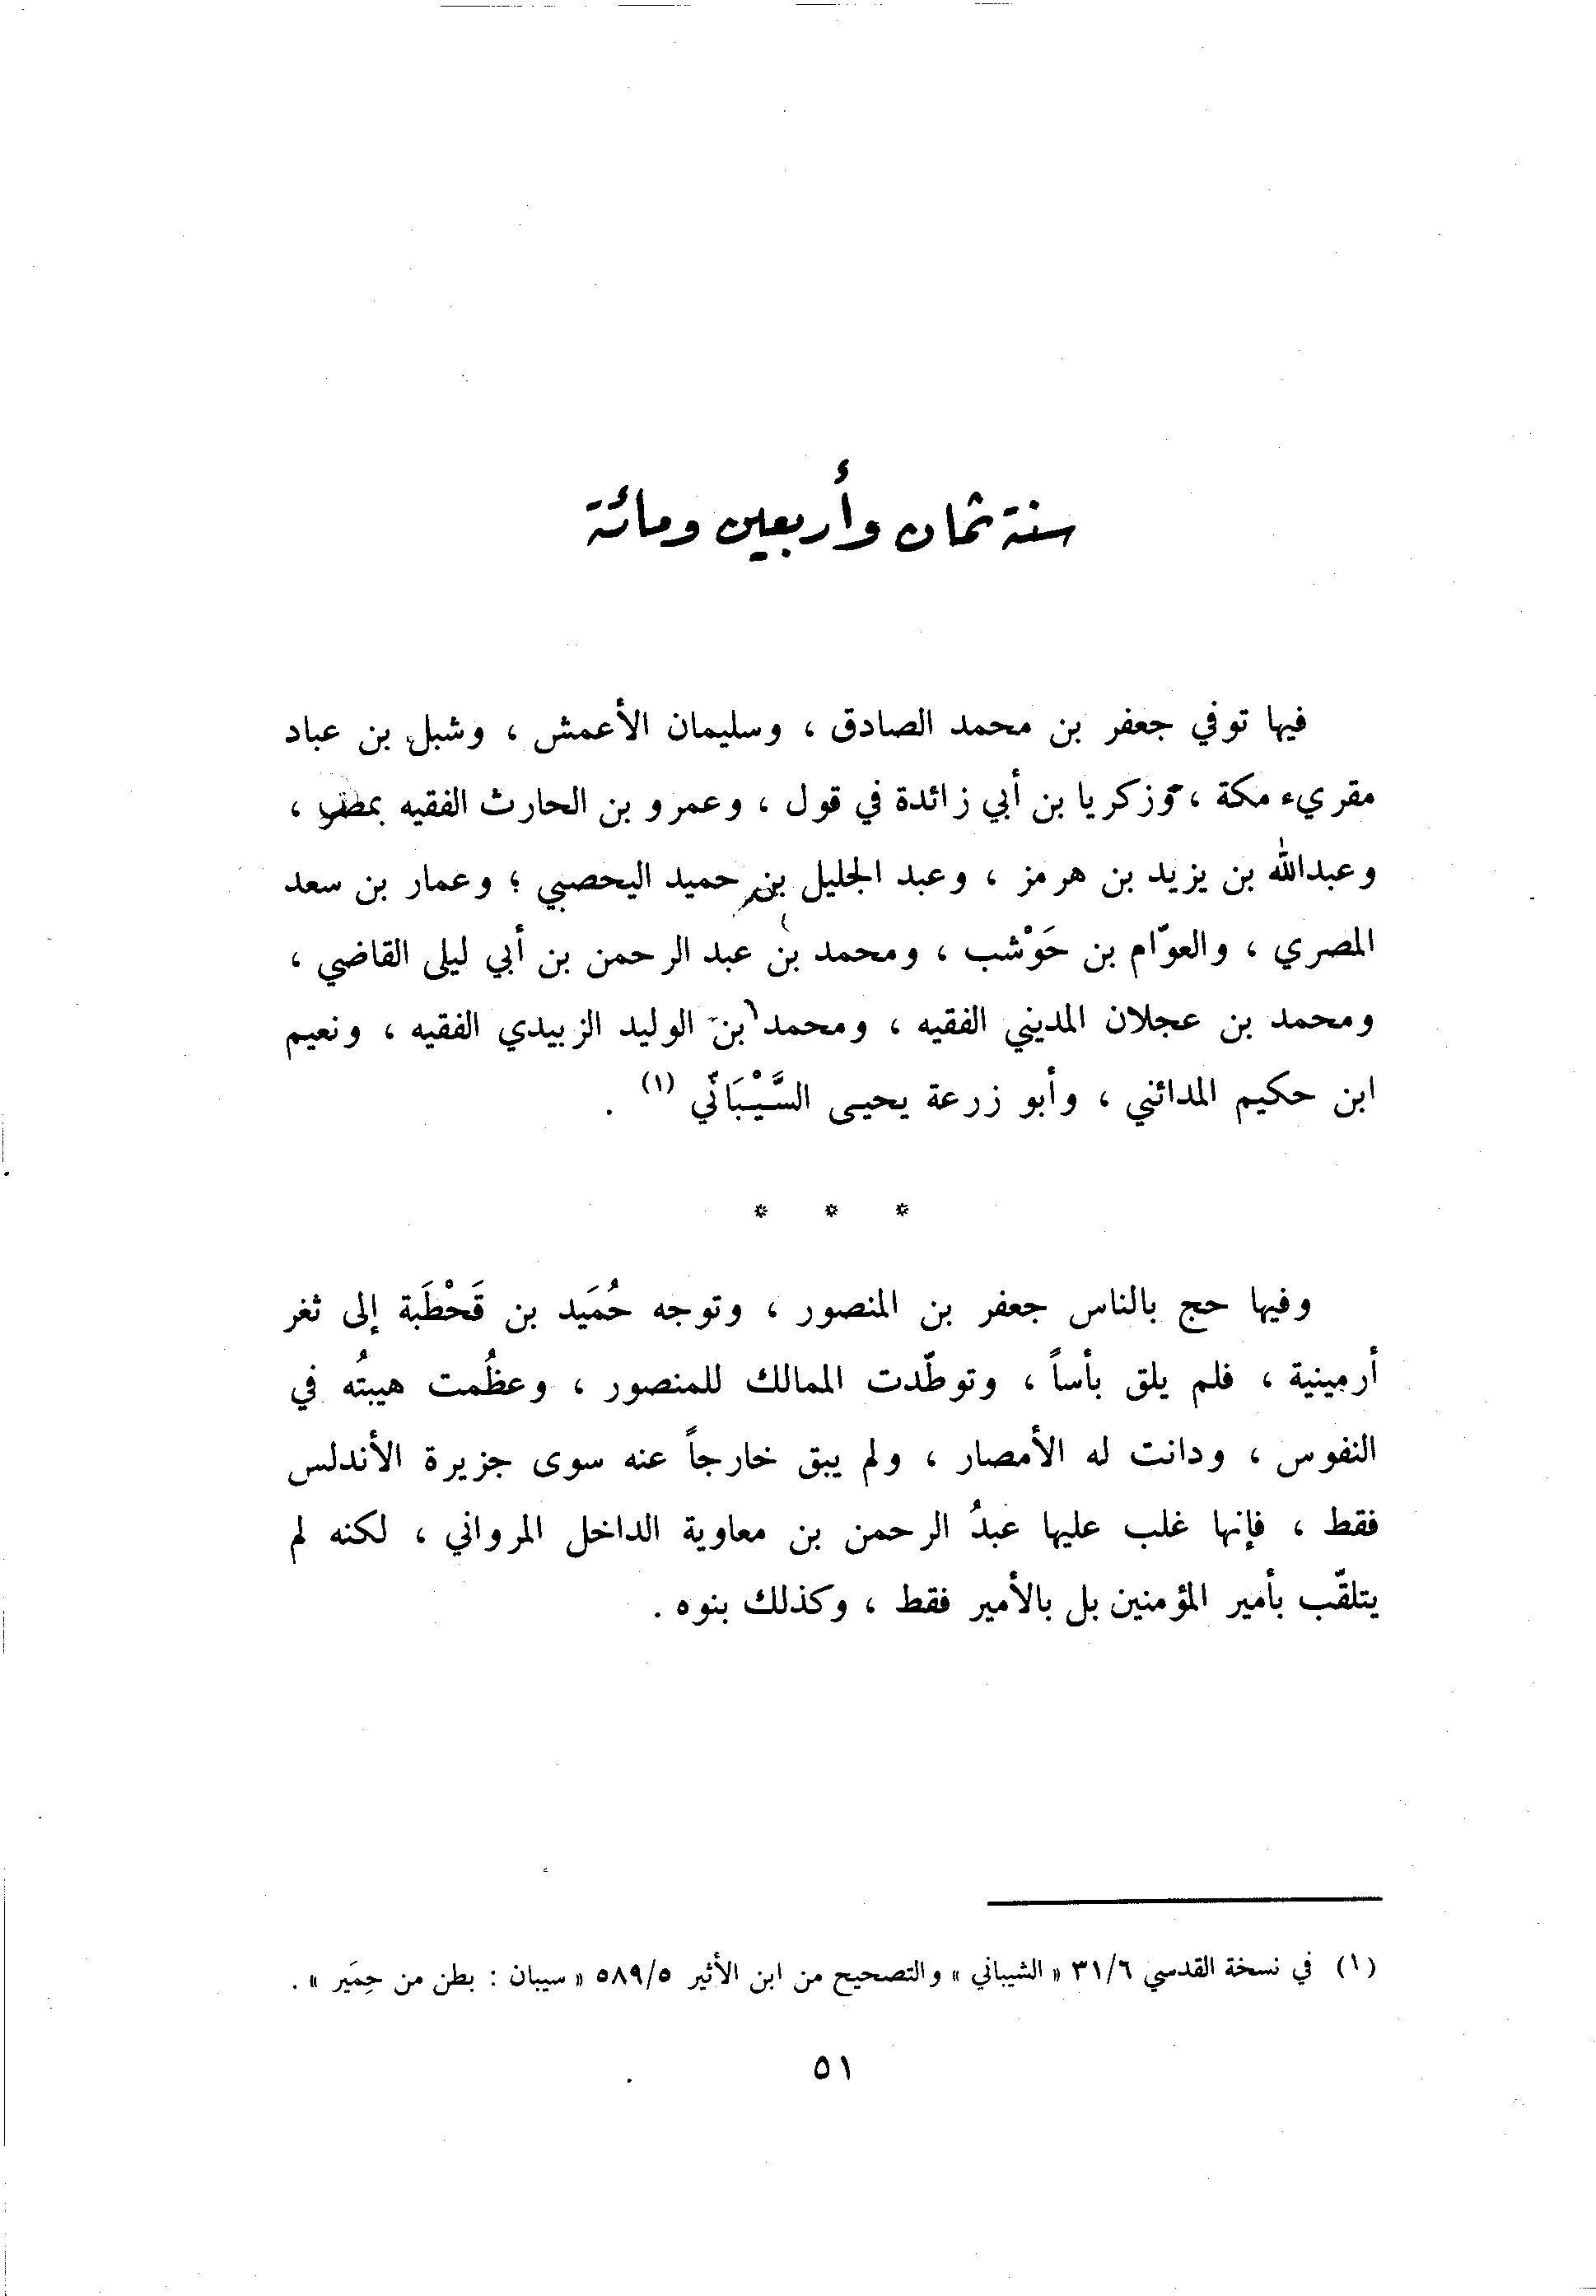 سنة ثمان وأربعين ومائة
فيها توفي جعفر بن محمد الصادق ، وسليمان الأعمش ، وشبل بن عباد
مقريء مكة ، وزكريا بن أبي زائدة في قول ، وعمرو بن الحارث الفقيه بمصر ،
وعبدالله بن يزيد بن هرمز ، وعبد الجليل بن حميد اليحصبي ؛ وعمار بن سعد
المصري ، والعوّام بن حَوْشب ، ومحمد بن عبد الرحمن بن أبي ليلى القاضي ،
ومحمد بن عجلان المديني الفقيه ، ومحمد بن الوليد الزبيدي الفقيه ، ونعيم
ابن حكيم المدائني ، وأبو زرعة يحيى السَّيْبَانّي (١) .
* * *
وفيها حج بالناس جعفر بن المنصور ، وتوجه حُمَيد بن قَحْطَبة إلى ثغر
أرمينية ، فلم يلق بأساً ، وتوطّدت الممالك للمنصور ، وعظُمت هيبتُه في
النفوس ، ودانت له الأمصار ، ولم يبق خارجاً عنه سوى جزيرة الأندلس
فقط ، فإنها غلب عليها عبدُ الرحمن بن معاوية الداخل المرواني ، لكنه لم
يتلقّب بأمير المؤمنين بل بالأمير فقط ، وكذلك بنوه .
(١) في نسخة القدسي ٣١/٦ « الشيباني » والتصحيح من ابن الأثير ٥٨٩/٥ « سيبان : بطن من حِمَير » .
٥١